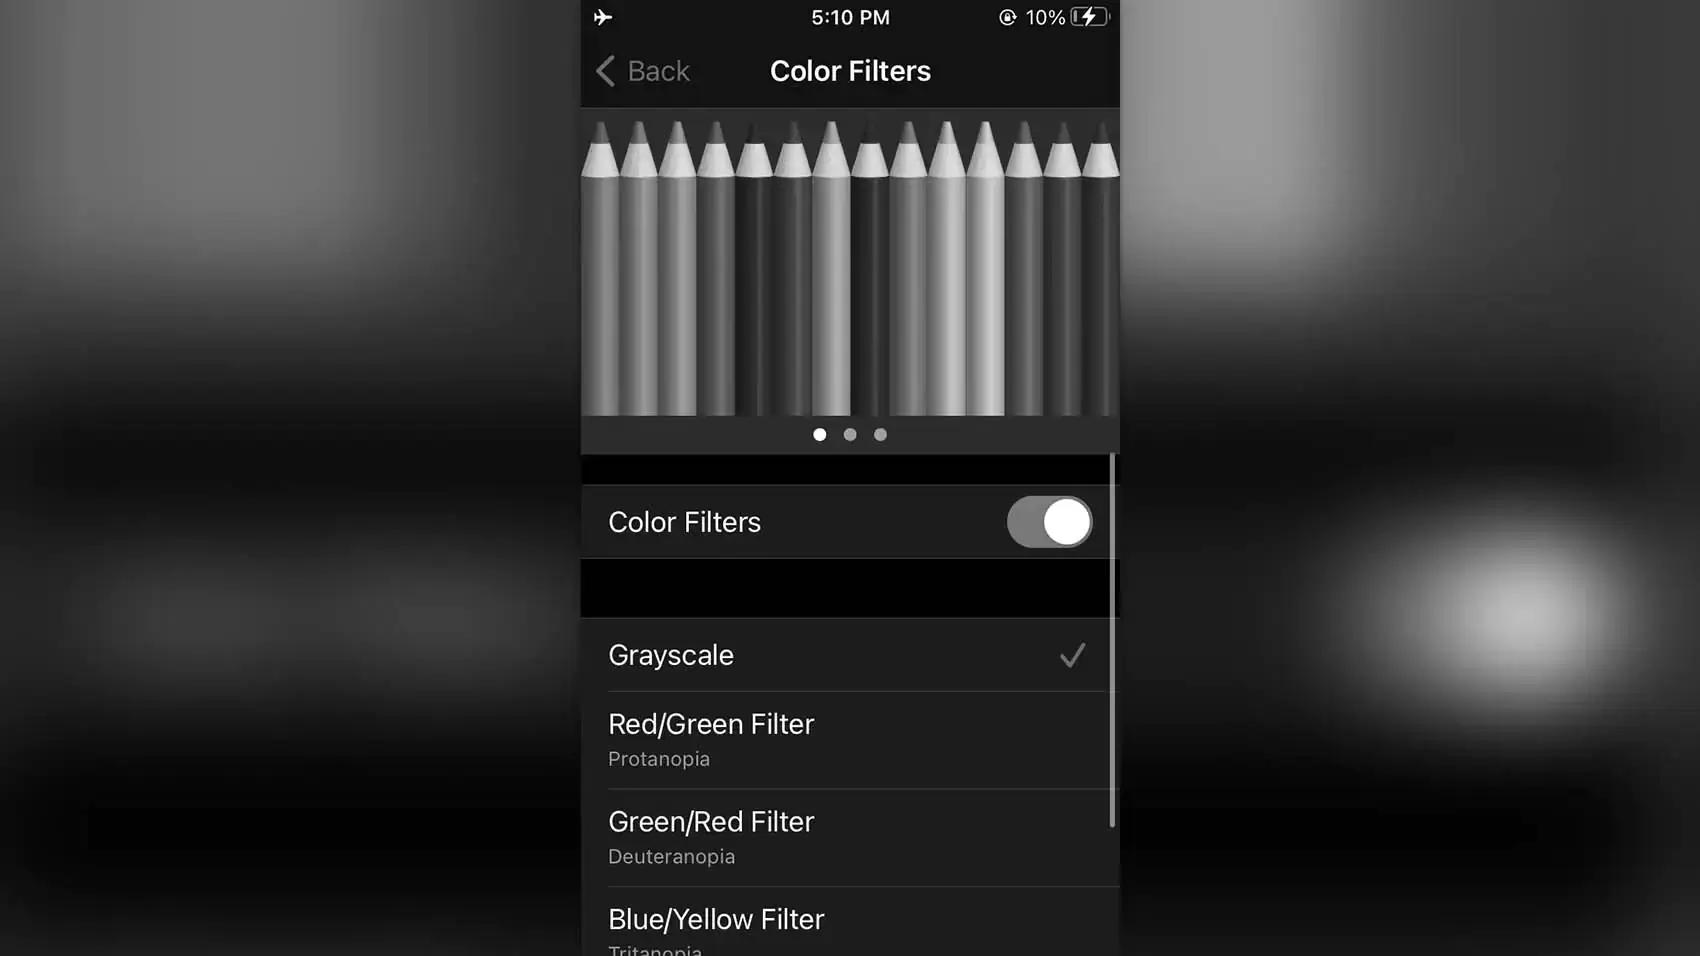 5:10 PM
10%
Back
Color Filters
Color Filters
Grayscale
Red/Green Filter
Protanopia
Green/Red Filter
Deuteranopia
Blue/Yellow Filter
Tritanopia